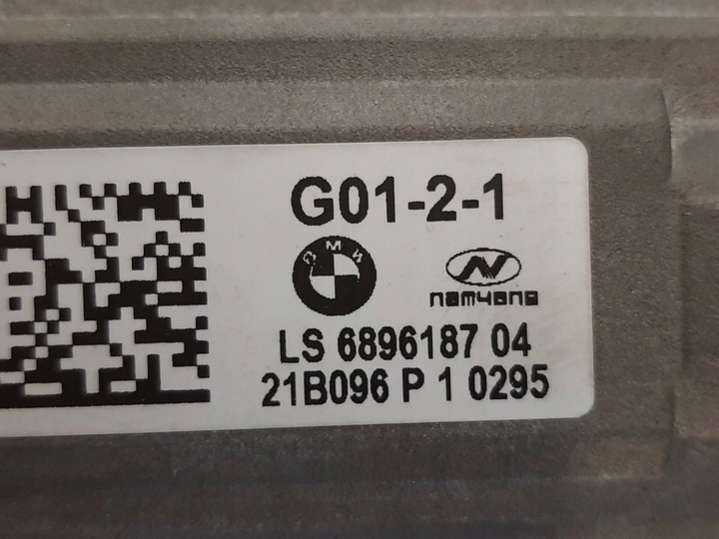 G01-2-1
BMW
namyang
LS 6896187 04
21B096 P 1 0295